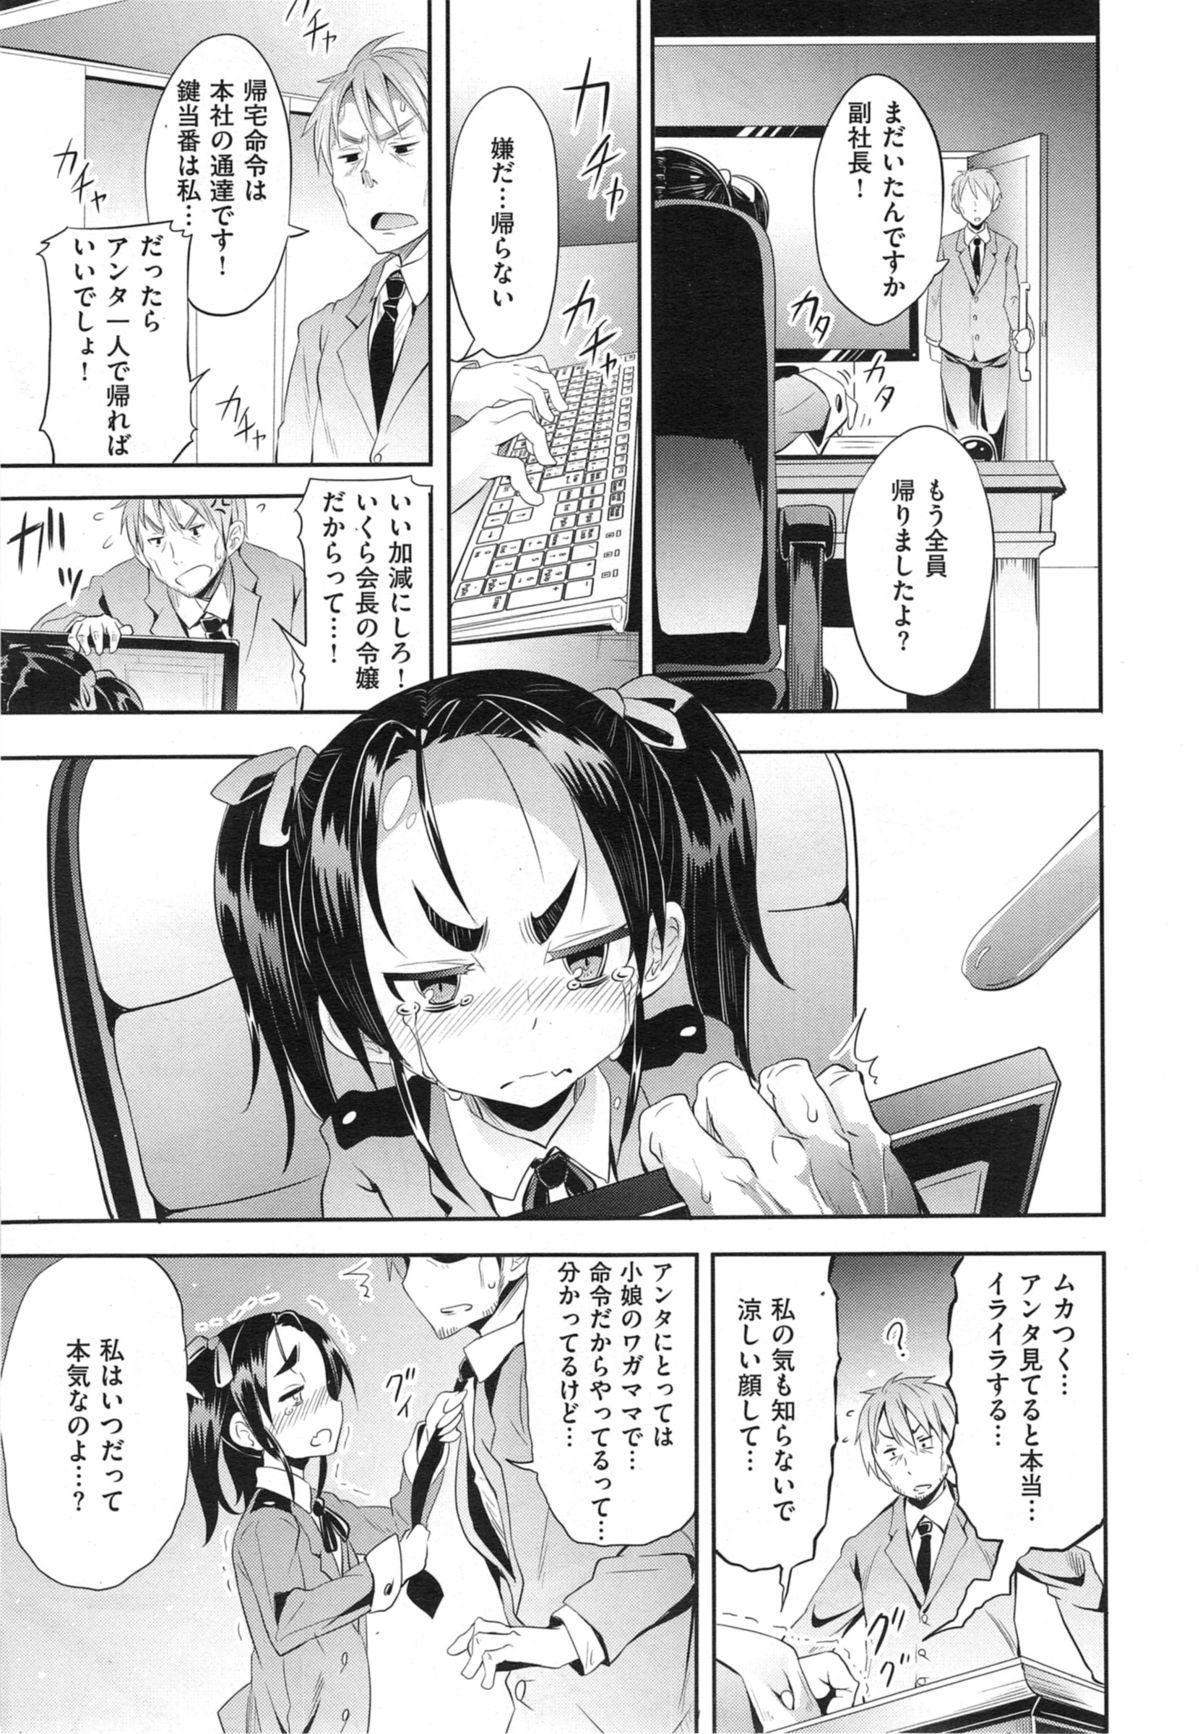 まだいたんですか
副社長！
カタ
カタ
もう全員
帰りましたよ？
嫌だ…帰らない
カチャ
カチャ
カチャ
カチャ
帰宅命令は
本社の通達です！
鍵当番は私…
だったら
アンタ一人で帰れば
いいでしょ！
カチャ
いい加減にしろ！
いくら会長の令嬢
だからって…！
ガッ
ムカつく…
アンタ見てると本当…
イライラする…
?
私の気も知らないで
涼しい顔して…
アンタにとっては
小娘のワガママで…
命令だからやってるって…
分かってるけど…
グイ
私はいつだって
本気なのよ…？